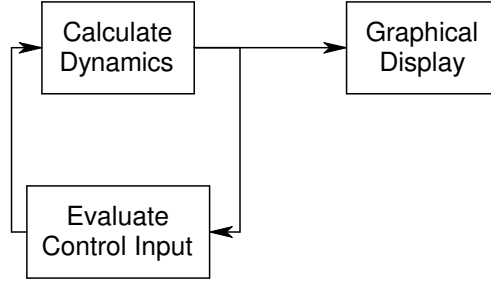 Calculate
Dynamics
Graphical
Display
Evaluate
Control Input